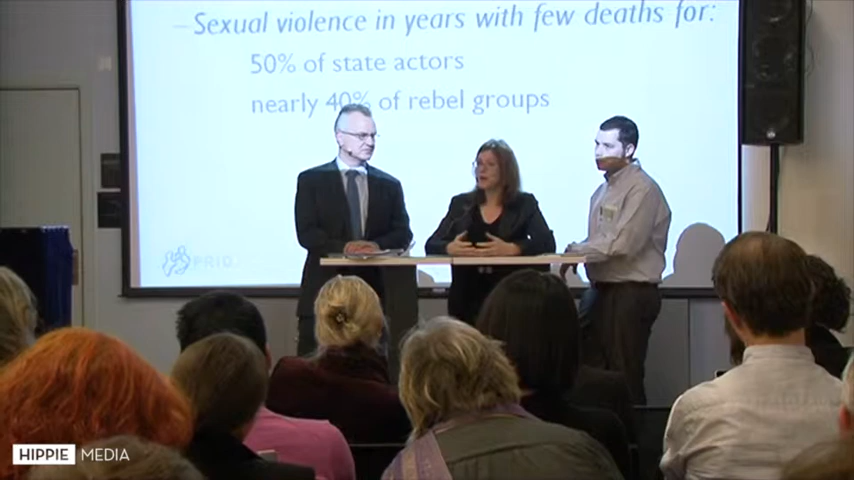 —Sexual violence in years with few deaths for:
50% of state actors
nearly 40% of rebel groups
PRIO
HIPPIE MEDIA